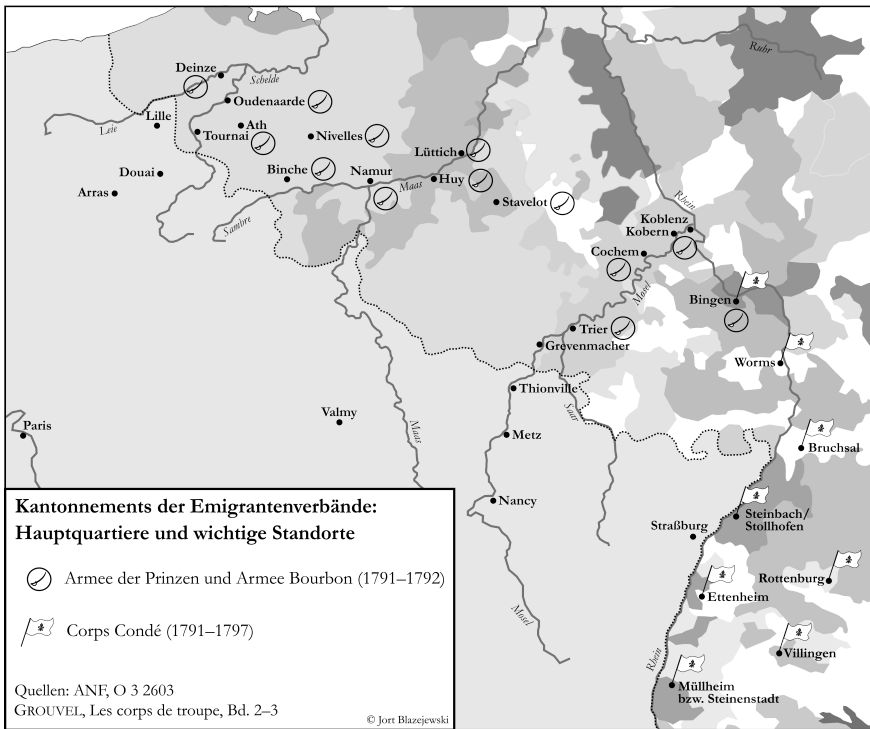 Ruhr
Deinze
Schelde
Oudenaarde
Lille
Leie
Ath
Tournai
Nivelles
Lüttich
Douai
Binche
Namur
Maas
Huy
Arras
Stavelot
Rhein
Sambre
Koblenz
Kobern
Cochem
Mosel
Bingen
Trier
Grevenmacher
Worms
Thionville
Saar
Valmy
Paris
Maas
Metz
Bruchsal
Nancy
Steinbach/
Stollhofen
Straßburg
Rottenburg
Ettenheim
Mosel
Rhein
Villingen
Müllheim
bzw. Steinenstadt
Kantonnements der Emigrantenverbände:
Hauptquartiere und wichtige Standorte
Armee der Prinzen und Armee Bourbon (1791–1792)
Corps Condé (1791–1797)
Quellen: ANF, O 3 2603
GROUVEL, Les corps de troupe, Bd. 2–3
© Jort Blazejewski